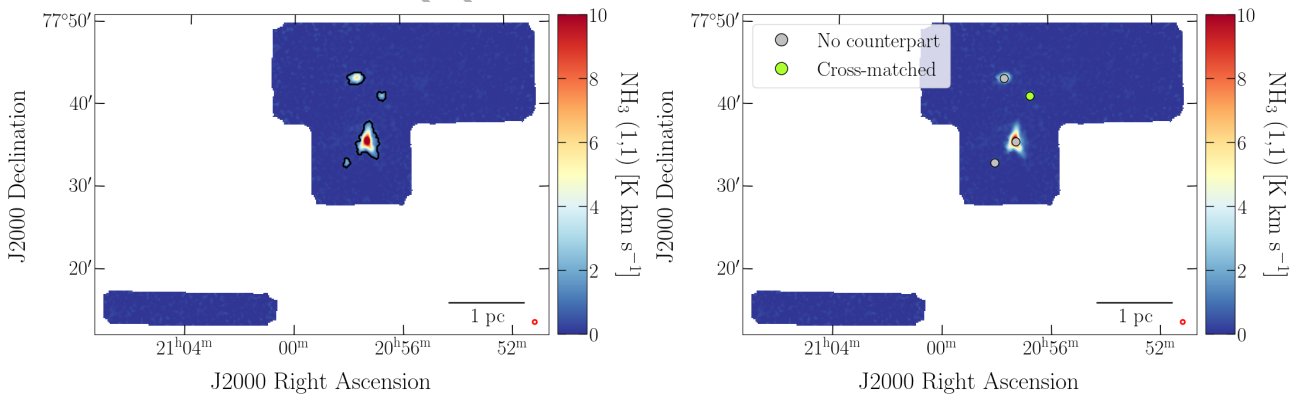 77°50′
40′
30′
20′
J2000 Declination
21ʰ04ᵐ
00ᵐ
20ʰ56ᵐ
52ᵐ
J2000 Right Ascension
1 pc
10
8
6
4
2
0
NH₃ (1,1) [K km s⁻¹]
No counterpart
Cross-matched
77°50′
40′
30′
20′
J2000 Declination
21ʰ04ᵐ
00ᵐ
20ʰ56ᵐ
52ᵐ
J2000 Right Ascension
1 pc
10
8
6
4
2
0
NH₃ (1,1) [K km s⁻¹]